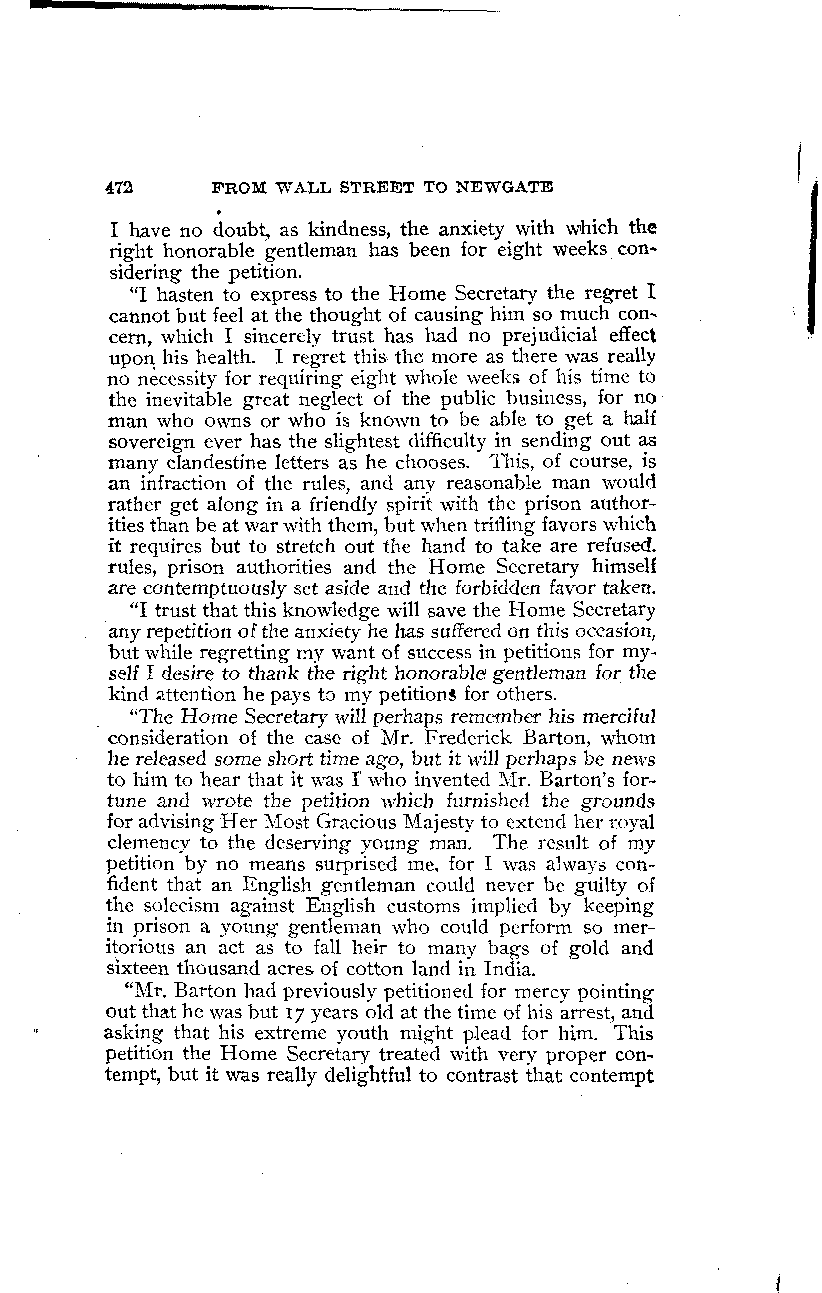 472 FROM WALL STREET TO NEWGATE
I have no doubt, as kindness, the anxiety with which the
right honorable gentleman has been for eight weeks con-
sidering the petition.
"I hasten to express to the Home Secretary the regret I
cannot but feel at the thought of causing him so much con-
cern, which I sincerely trust has had no prejudicial effect
upon his health. I regret this the more as there was really
no necessity for requiring eight whole weeks of his time to
the inevitable great neglect of the public business, for no
man who owns or who is known to be able to get a half
sovereign ever has the slightest difficulty in sending out as
many clandestine letters as he chooses. This, of course, is
an infraction of the rules, and any reasonable man would
rather get along in a friendly spirit with the prison author-
ities than be at war with them, but when trifling favors which
it requires but to stretch out the hand to take are refused.
rules, prison authorities and the Home Secretary himself
are contemptuously set aside and the forbidden favor taken.
"I trust that this knowledge will save the Home Secretary
any repetition of the anxiety he has suffered on this occasion,
but while regretting my want of success in petitions for my-
self I desire to thank the right honorable gentleman for the
kind attention he pays to my petitions for others.
"The Home Secretary will perhaps remember his merciful
consideration of the case of Mr. Frederick Barton, whom
he released some short time ago, but it will perhaps be news
to him to hear that it was I who invented Mr. Barton's for-
tune and wrote the petition which furnished the grounds
for advising Her Most Gracious Majesty to extend her royal
clemency to the deserving young man. The result of my
petition by no means surprised me, for I was always con-
fident that an English gentleman could never be guilty of
the solecism against English customs implied by keeping
in prison a young gentleman who could perform so mer-
itorious an act as to fall heir to many bags of gold and
sixteen thousand acres of cotton land in India.
"Mr. Barton had previously petitioned for mercy pointing
out that he was but 17 years old at the time of his arrest, and
asking that his extreme youth might plead for him. This
petition the Home Secretary treated with very proper con-
tempt, but it was really delightful to contrast that contempt